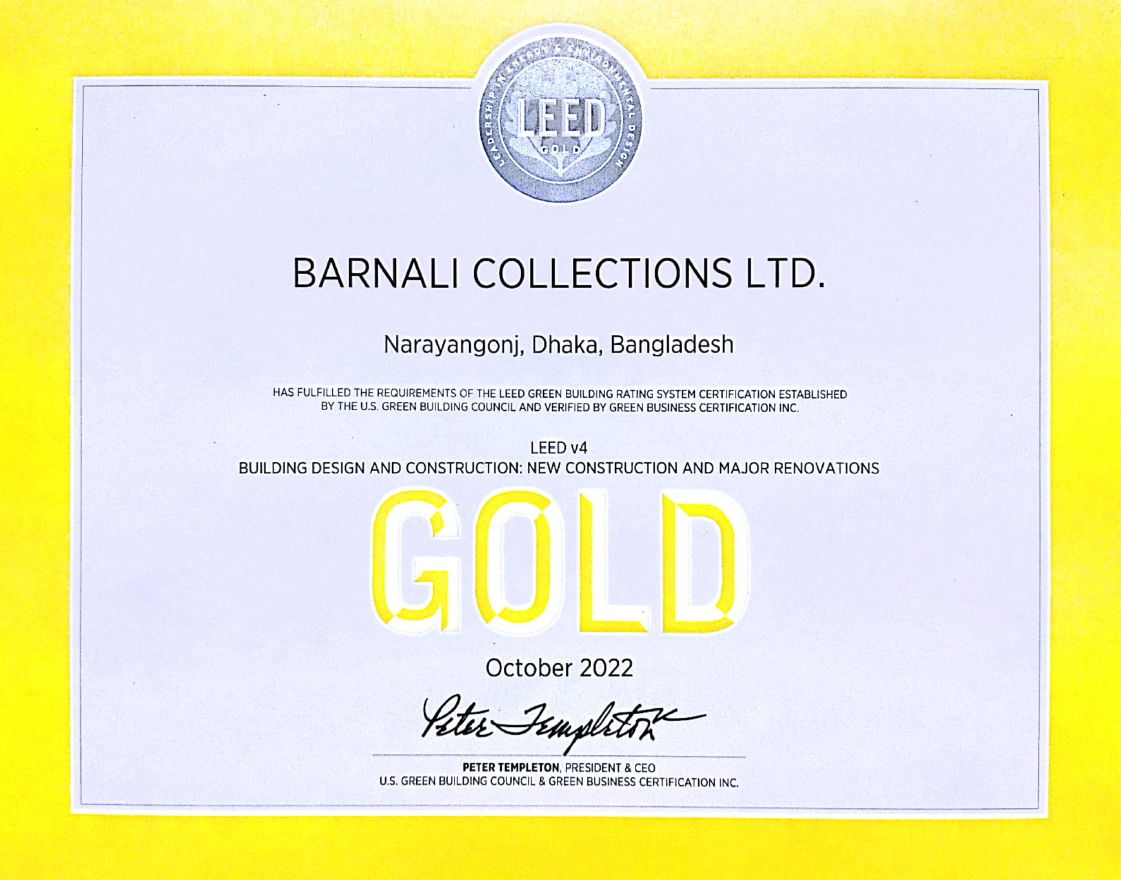 LEADERSHIP IN ENERGY & ENVIRONMENTAL DESIGN
LEED
GOLD
BARNALI COLLECTIONS LTD.
Narayangonj, Dhaka, Bangladesh
HAS FULFILLED THE REQUIREMENTS OF THE LEED GREEN BUILDING RATING SYSTEM CERTIFICATION ESTABLISHED
BY THE U.S. GREEN BUILDING COUNCIL AND VERIFIED BY GREEN BUSINESS CERTIFICATION INC.
LEED v4
BUILDING DESIGN AND CONSTRUCTION: NEW CONSTRUCTION AND MAJOR RENOVATIONS
GOLD
October 2022
Peter Templeton
PETER TEMPLETON, PRESIDENT & CEO
U.S. GREEN BUILDING COUNCIL & GREEN BUSINESS CERTIFICATION INC.